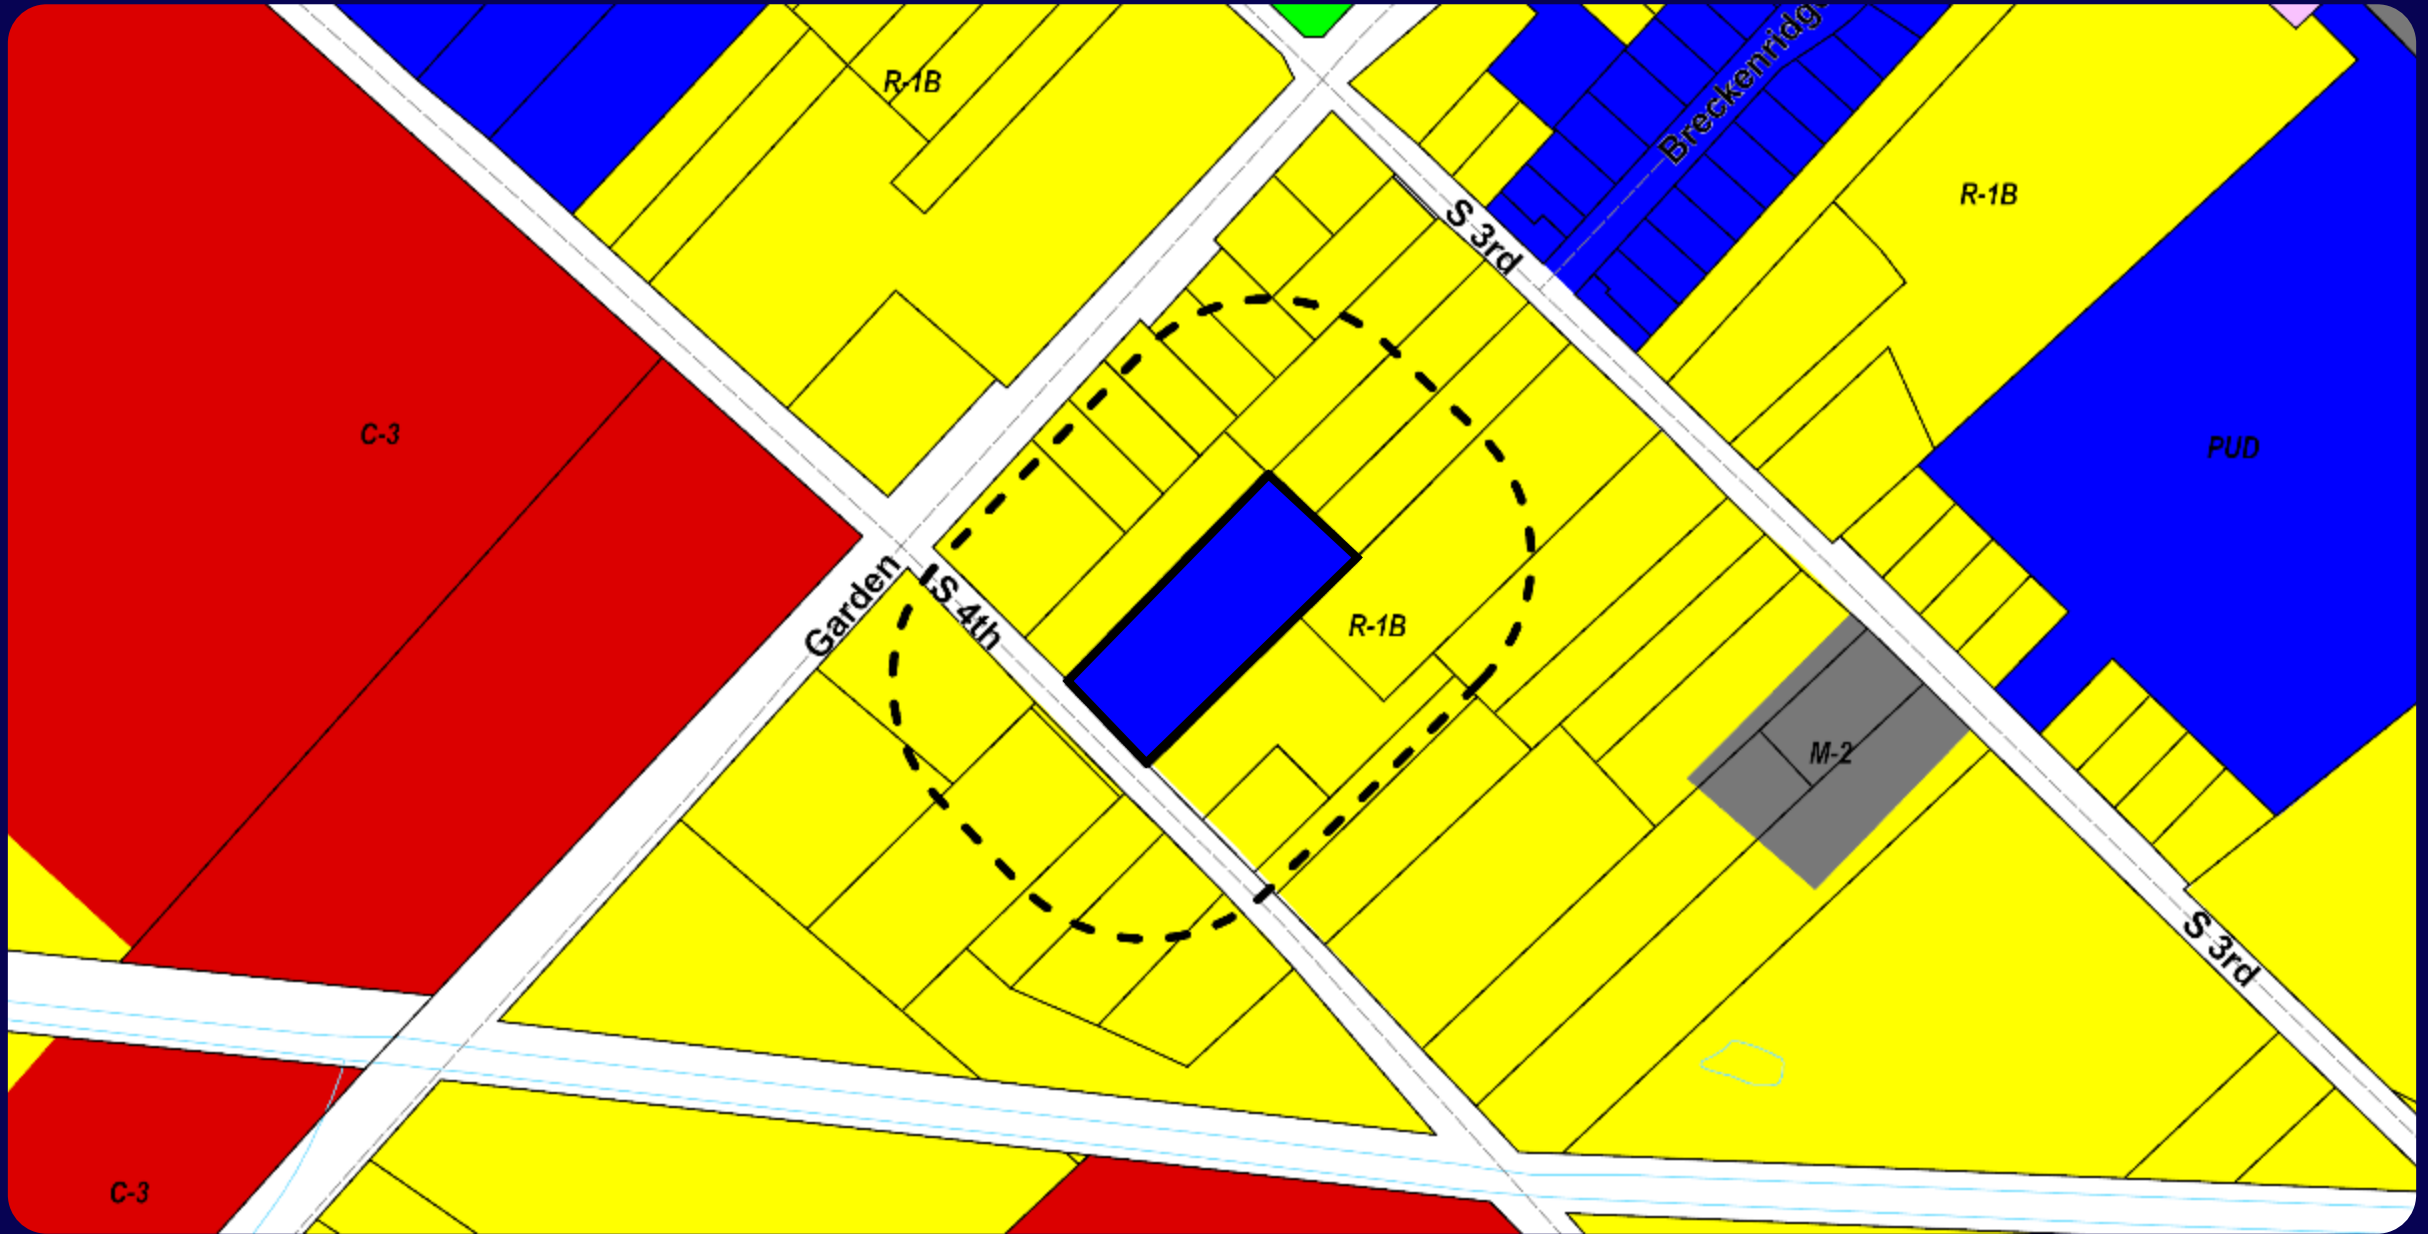 R-1B
Breckenridge
R-1B
S 3rd
C-3
PUD
Garden
S 4th
R-1B
M-2
S 3rd
C-3